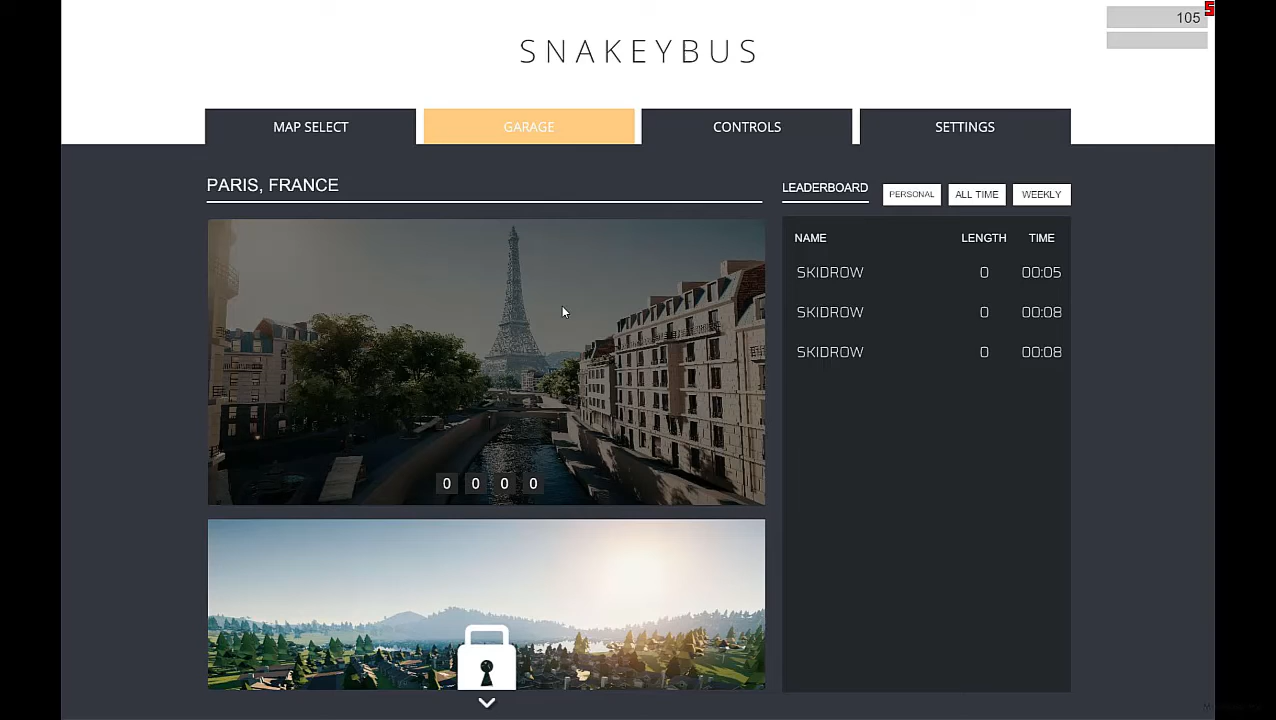 105
S
SNAKEYBUS
MAP SELECT
GARAGE
CONTROLS
SETTINGS
PARIS, FRANCE
LEADERBOARD
PERSONAL
ALL TIME
WEEKLY
NAME LENGTH TIME
SKIDROW 0 00:05
SKIDROW 0 00:08
SKIDROW 0 00:08
0 0 0 0